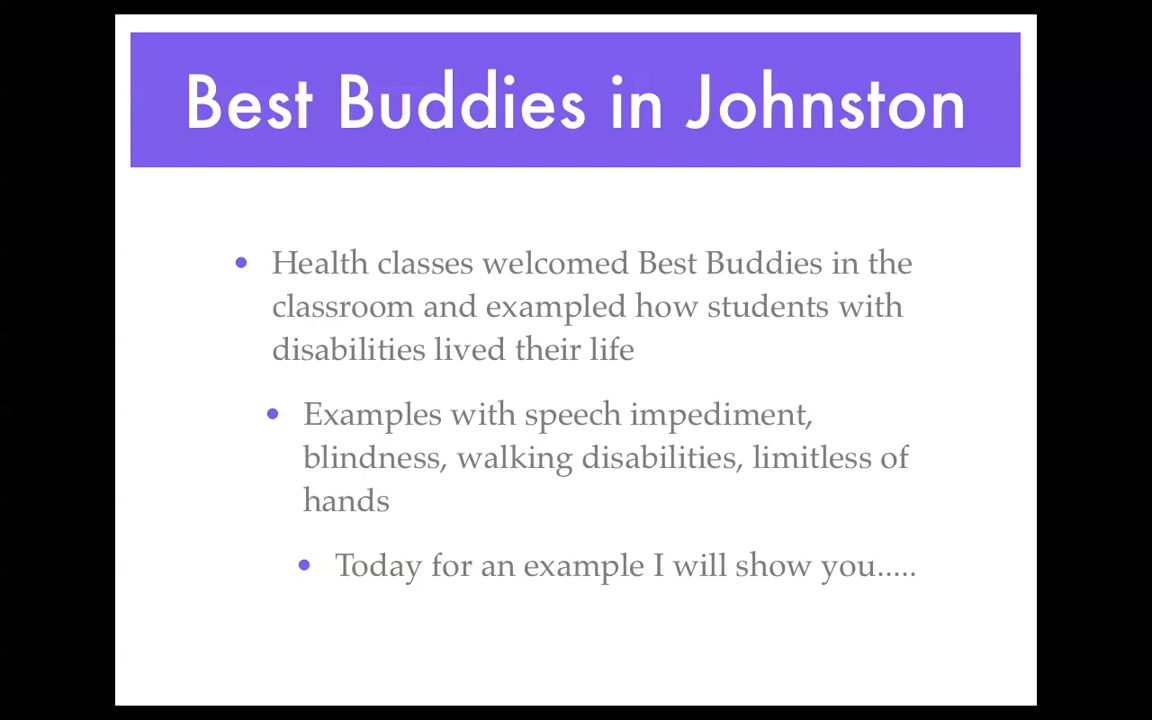 Best Buddies in Johnston
• Health classes welcomed Best Buddies in the
classroom and exampled how students with
disabilities lived their life
• Examples with speech impediment,
blindness, walking disabilities, limitless of
hands
• Today for an example I will show you.....